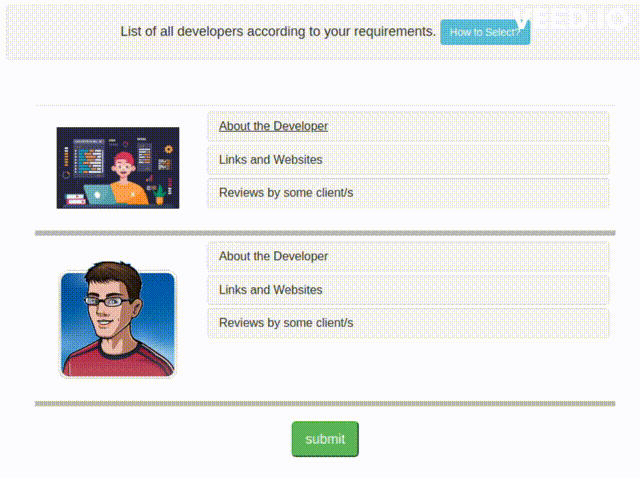 VEED.IO
List of all developers according to your requirements. How to Select?
About the Developer
Links and Websites
Reviews by some client/s
About the Developer
Links and Websites
Reviews by some client/s
submit